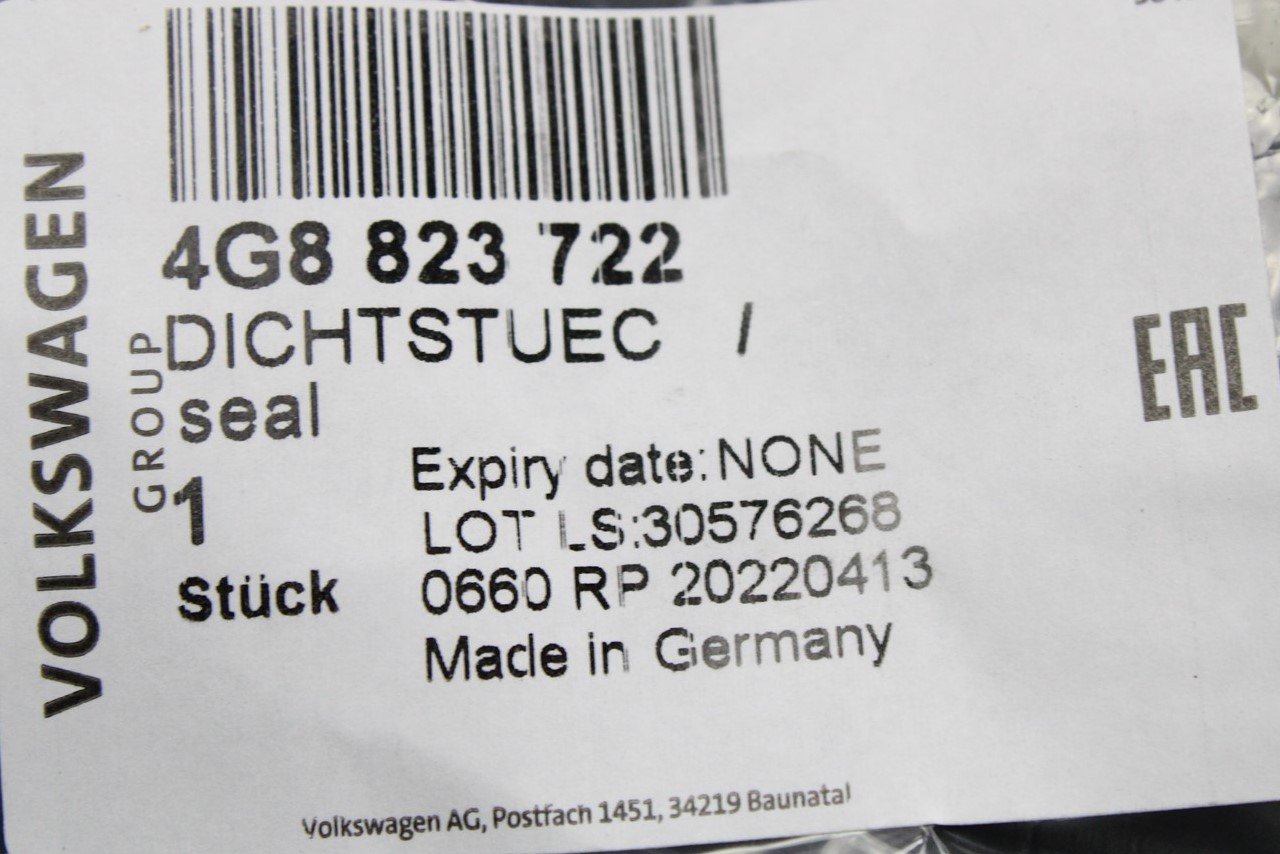 4G8 823 722
DICHTSTUEC /
seal
1
Stück
Expiry date:NONE
LOT LS:30576268
0660 RP 20220413
Made in Germany
VOLKSWAGEN
GROUP
EAC
Volkswagen AG, Postfach 1451, 34219 Baunatal